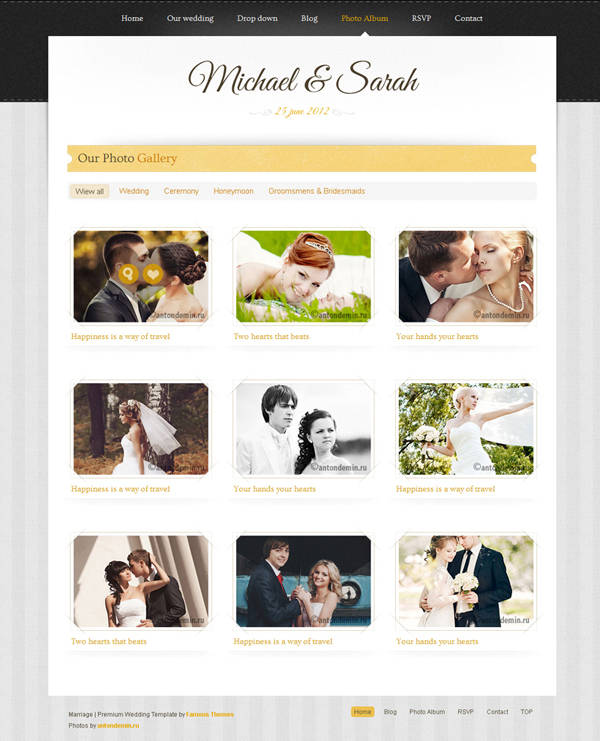 Home Our wedding Drop down Blog Photo Album RSVP Contact
Michael & Sarah
25 june 2012
Our Photo Gallery
View all Wedding Ceremony Honeymoon Groomsmens & Bridesmaids
©antondemin.ru ©antondemin.ru ©antondemin.ru
Happiness is a way of travel Two hearts that beats Your hands your hearts
©antondemin.ru ©antondemin.ru ©antondemin.ru
Happiness is a way of travel Your hands your hearts Happiness is a way of travel
©antondemin.ru ©antondemin.ru ©antondemin.ru
Two hearts that beats Happiness is a way of travel Your hands your hearts
Marriage | Premium Wedding Template by Famous Themes Home Blog Photo Album RSVP Contact TOP
Photos by antondemin.ru